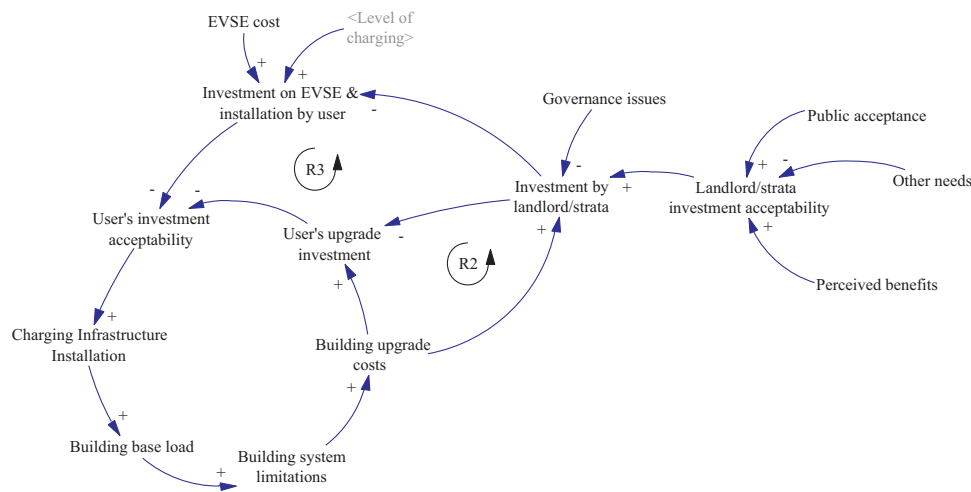 EVSE cost
<Level of
charging>
+
+
Investment on EVSE &
installation by user
-
Governance issues
Public acceptance
R3
-
+
-
Other needs
-
-
User's investment
acceptability
User's upgrade
investment
-
Investment by
landlord/strata
+
+
Landlord/strata
investment acceptability
+
R2
+
Perceived benefits
+
Charging Infrastructure
Installation
Building upgrade
costs
+
+
Building base load
+
Building system
limitations